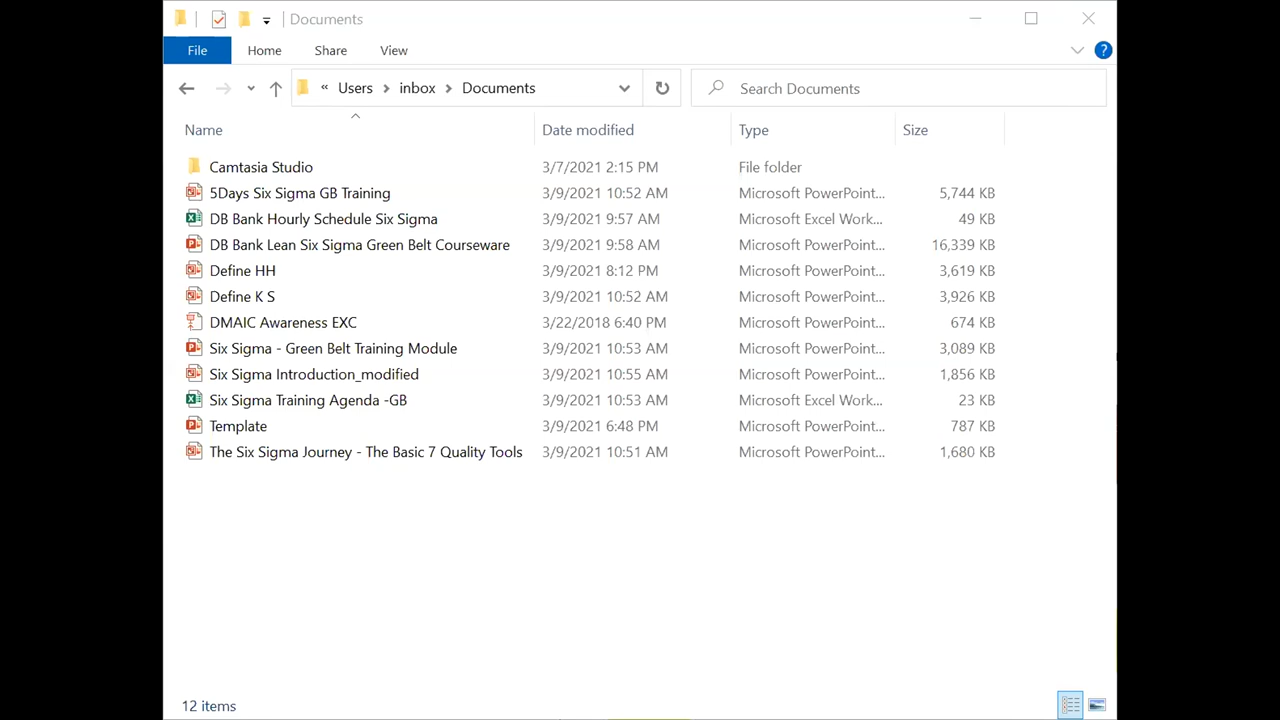 Documents
File Home Share View ?
« Users > inbox > Documents Search Documents
Name Date modified Type Size
Camtasia Studio 3/7/2021 2:15 PM File folder
5Days Six Sigma GB Training 3/9/2021 10:52 AM Microsoft PowerPoint... 5,744 KB
DB Bank Hourly Schedule Six Sigma 3/9/2021 9:57 AM Microsoft Excel Work... 49 KB
DB Bank Lean Six Sigma Green Belt Courseware 3/9/2021 9:58 AM Microsoft PowerPoint... 16,339 KB
Define HH 3/9/2021 8:12 PM Microsoft PowerPoint... 3,619 KB
Define K S 3/9/2021 10:52 AM Microsoft PowerPoint... 3,926 KB
DMAIC Awareness EXC 3/22/2018 6:40 PM Microsoft PowerPoint... 674 KB
Six Sigma - Green Belt Training Module 3/9/2021 10:53 AM Microsoft PowerPoint... 3,089 KB
Six Sigma Introduction_modified 3/9/2021 10:55 AM Microsoft PowerPoint... 1,856 KB
Six Sigma Training Agenda -GB 3/9/2021 10:53 AM Microsoft Excel Work... 23 KB
Template 3/9/2021 6:48 PM Microsoft PowerPoint... 787 KB
The Six Sigma Journey - The Basic 7 Quality Tools 3/9/2021 10:51 AM Microsoft PowerPoint... 1,680 KB
12 items